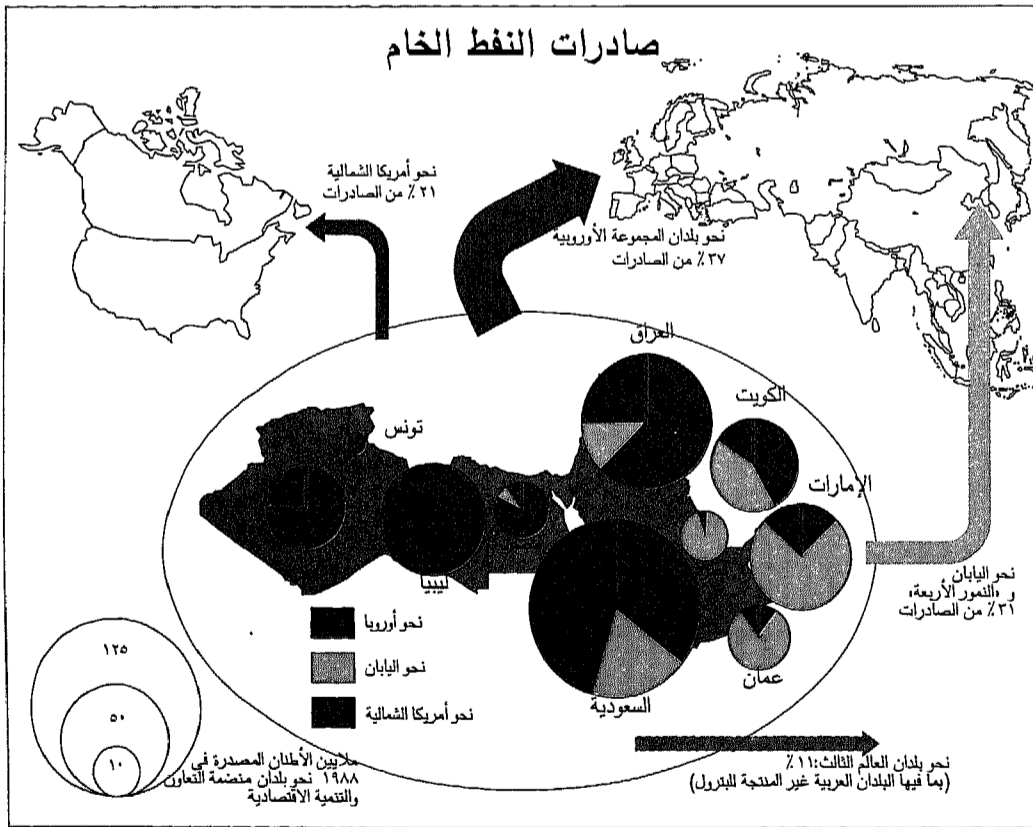 صادرات النفط الخام
نحو أمريكا الشمالية
٢١ ٪ من الصادرات
نحو بلدان المجموعة الأوروبية
٣٧ ٪ من الصادرات
العراق
الكويت
تونس
الإمارات
ليبيا
نحو اليابان
و «النمور الأربعة»
٣١ ٪ من الصادرات
نحو أوروبا
نحو اليابان
نحو أمريكا الشمالية
عمان
السعودية
١٢٥
٥٠
١٠
ملايين الأطنان المصدرة في
١٩٨٨ نحو بلدان منضمة التعاون
والتنمية الاقتصادية
نحو بلدان العالم الثالث: ١١ ٪
(بما فيها البلدان العربية غير المنتجة للبترول)